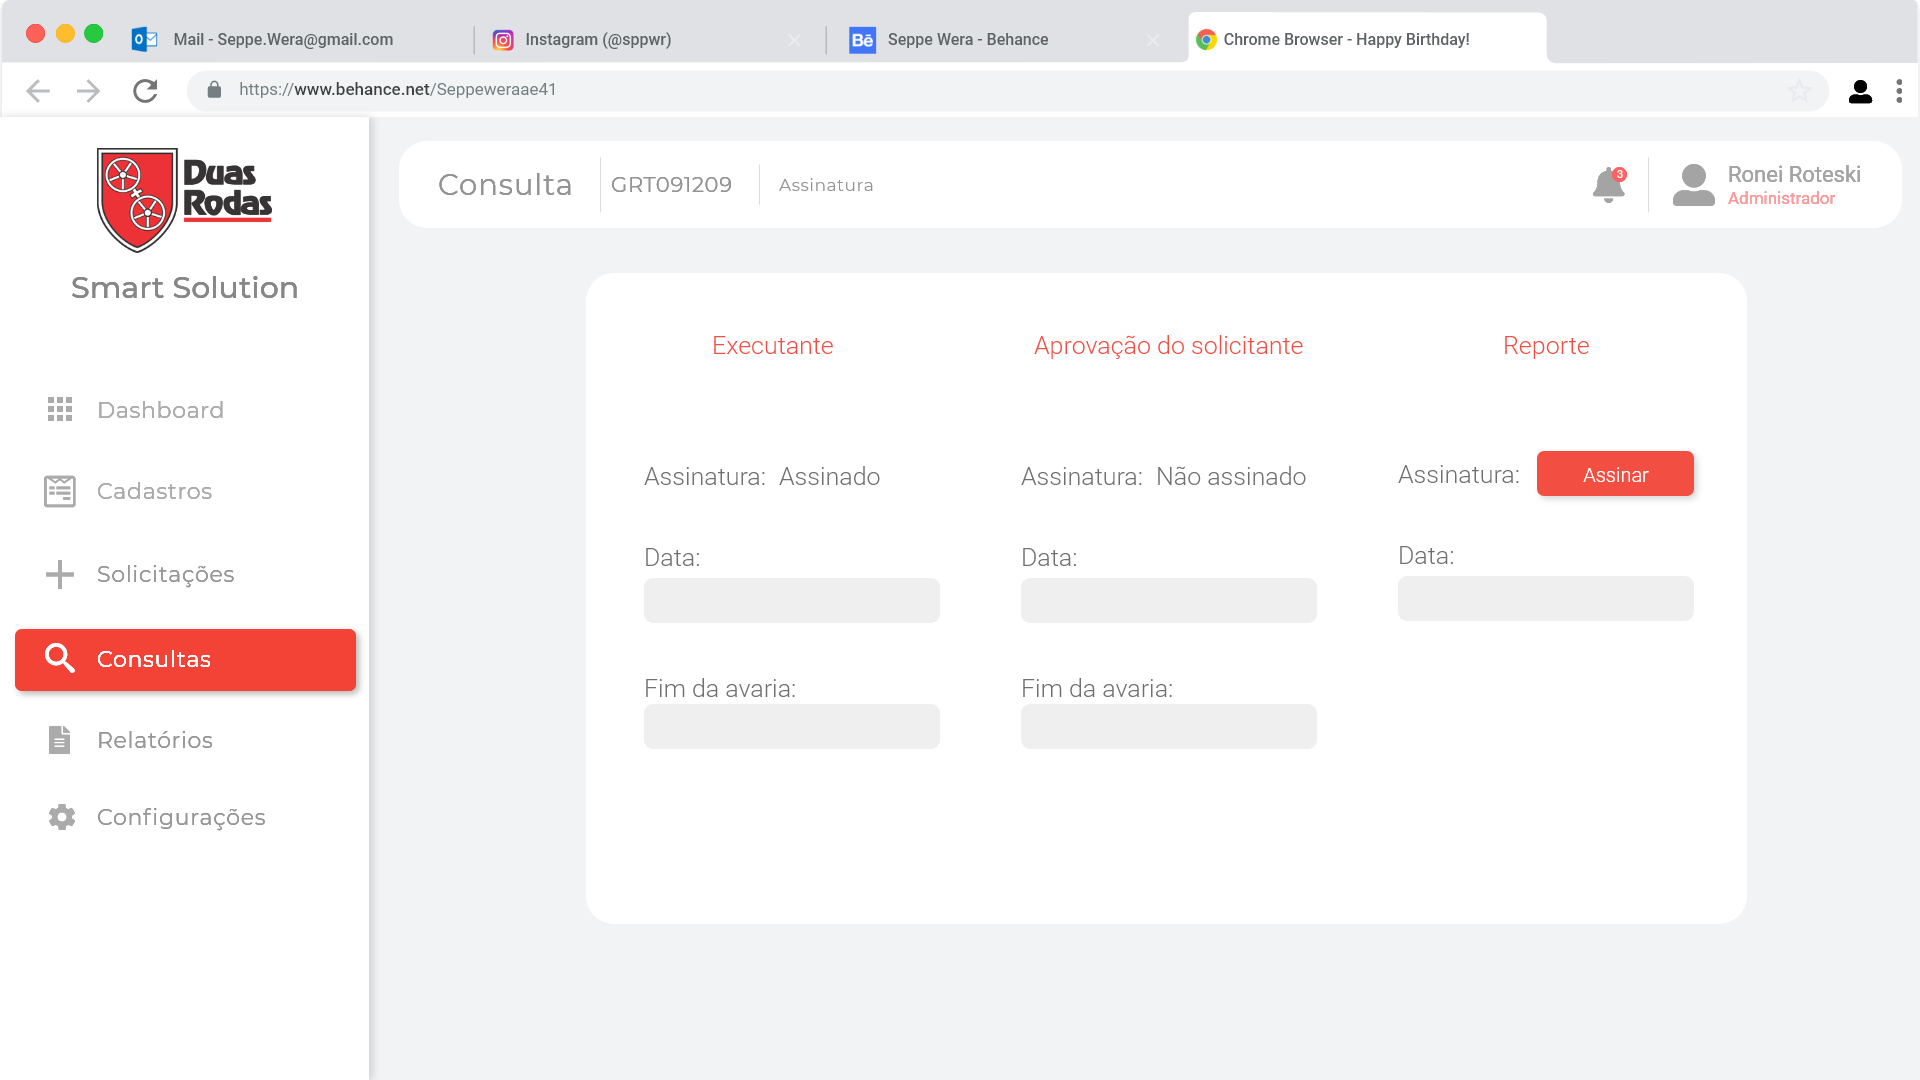 Mail - Seppe.Wera@gmail.com
Instagram (@sppwr)
Bē
Seppe Wera - Behance
Chrome Browser - Happy Birthday!
https://www.behance.net/Seppeweraae41
Duas
Rodas
Smart Solution
Dashboard
Cadastros
Solicitações
Consultas
Relatórios
Configurações
Consulta
GRT091209
Assinatura
3
Ronei Roteski
Administrador
Executante
Assinatura: Assinado
Data:
Fim da avaria:
Aprovação do solicitante
Assinatura: Não assinado
Data:
Fim da avaria:
Reporte
Assinatura: Assinar
Data: